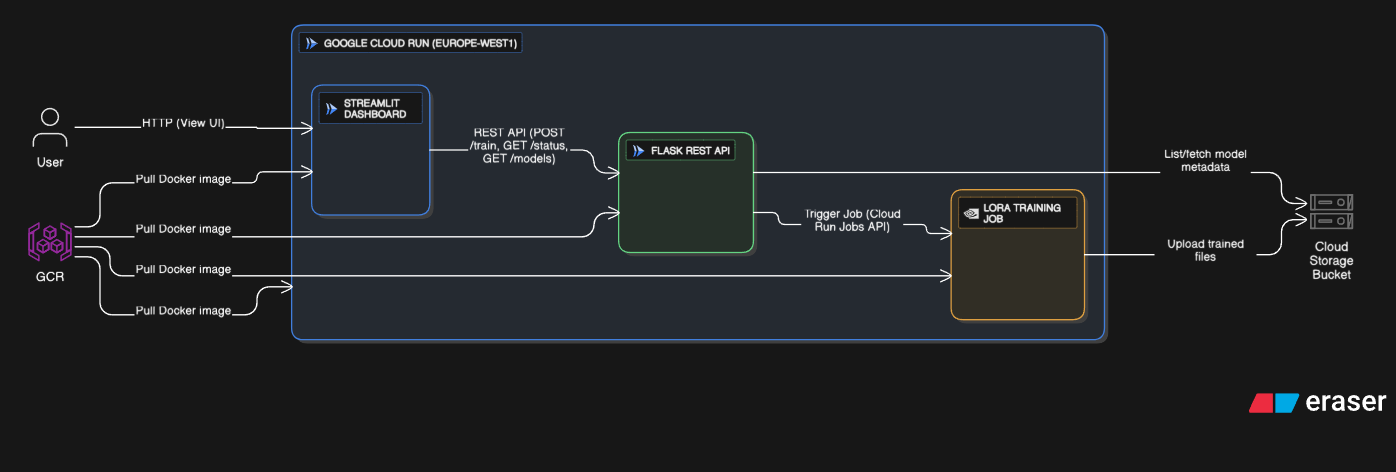 GOOGLE CLOUD RUN (EUROPE-WEST1)
STREAMLIT
DASHBOARD
HTTP (View UI)
User
REST API (POST
/train, GET /status,
GET /models)
FLASK REST API
List/fetch model
metadata
Pull Docker image
LORA TRAINING
JOB
Trigger Job (Cloud
Run Jobs API)
Pull Docker image
GCR
Upload trained
files
Cloud
Storage
Bucket
Pull Docker image
Pull Docker image
eraser